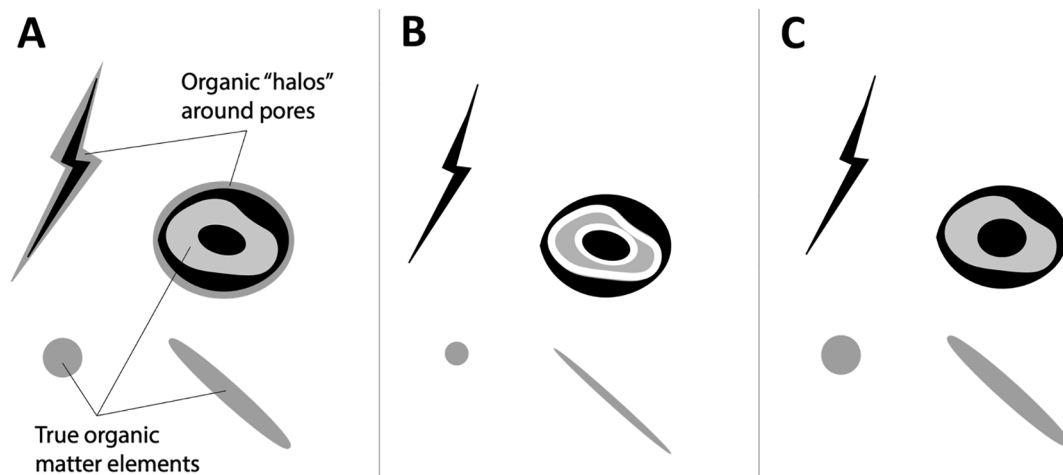 A
B
C
Organic “halos”
around pores
True organic
matter elements